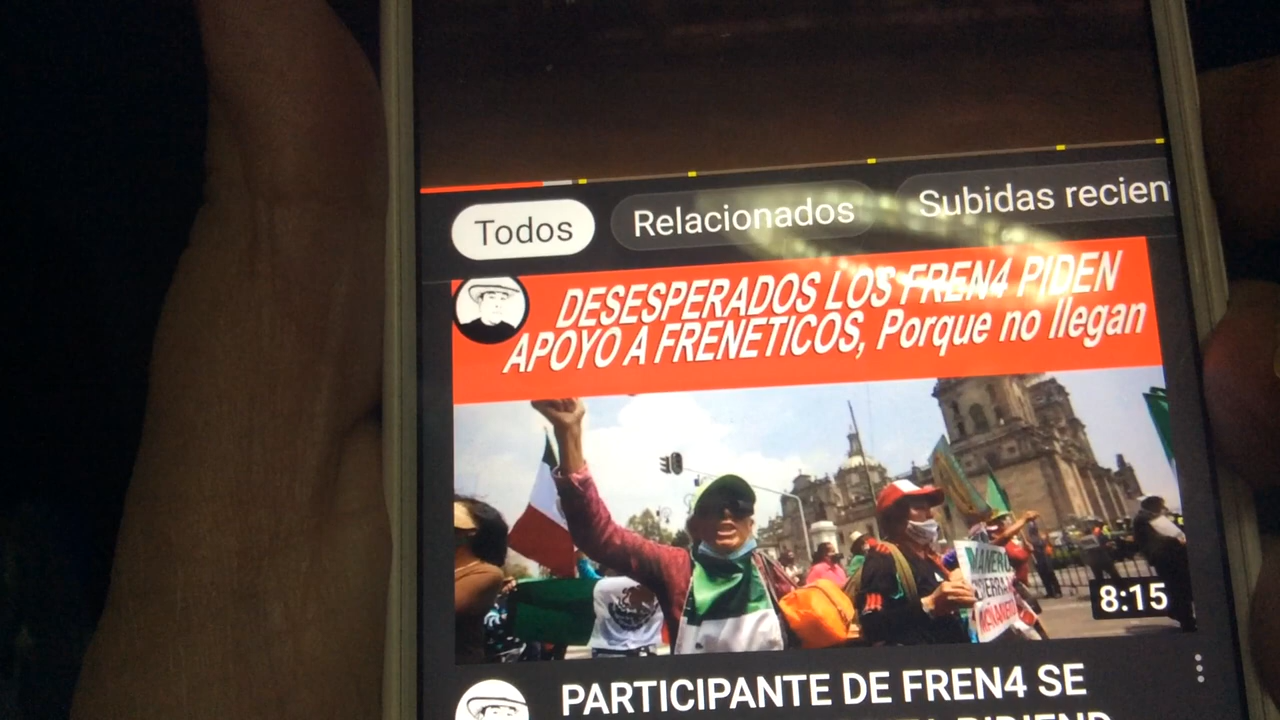 Todos
Relacionados
Subidas recien
DESESPERADOS LOS FREN4 PIDEN
APOYO A FRENETICOS, Porque no llegan
8:15
PARTICIPANTE DE FREN4 SE